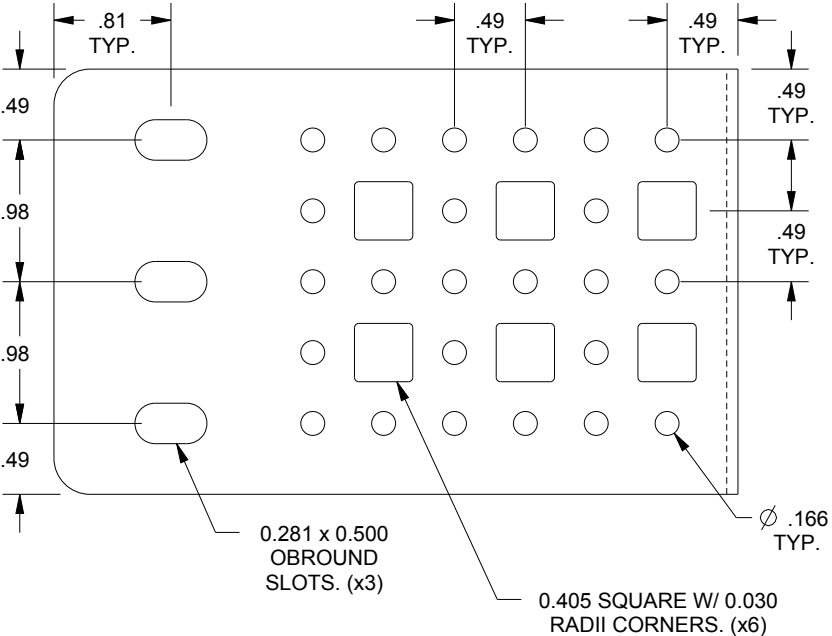 .81
TYP.
.49
TYP.
.49
TYP.
.49
.49
TYP.
.98
.49
TYP.
.98
.49
0.281 x 0.500
OBROUND
SLOTS. (x3)
Ø .166
TYP.
0.405 SQUARE W/ 0.030
RADII CORNERS. (x6)